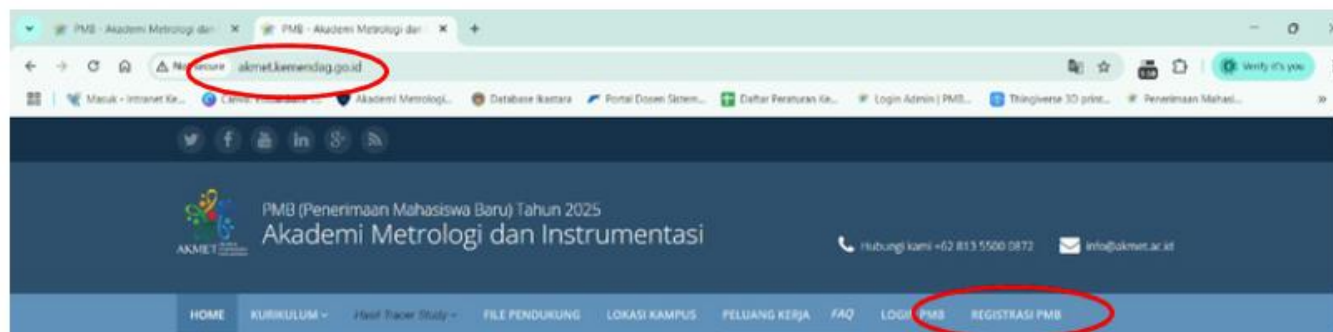 PMB - Akademi Metrologi dan
PMB - Akademi Metrologi dan
Not secure
akmet.kemendag.go.id
Verify it's you
Masuk - Intranet Ke...
Akademi Metrologi...
Database Ikastara
Portal Dosen Sistem...
Daftar Peraturan Ke...
Login Admin | PMB...
Thingiverse 3D print...
Penerimaan Mahasi...
PMB (Penerimaan Mahasiswa Baru) Tahun 2025
Akademi Metrologi dan Instrumentasi
AKMET
Hubungi kami +62 813 5500 0872
info@akmet.ac.id
HOME
KURIKULUM
Hasil Tracer Study
FILE PENDUKUNG
LOKASI KAMPUS
PELUANG KERJA
FAQ
LOGIN PMB
REGISTRASI PMB